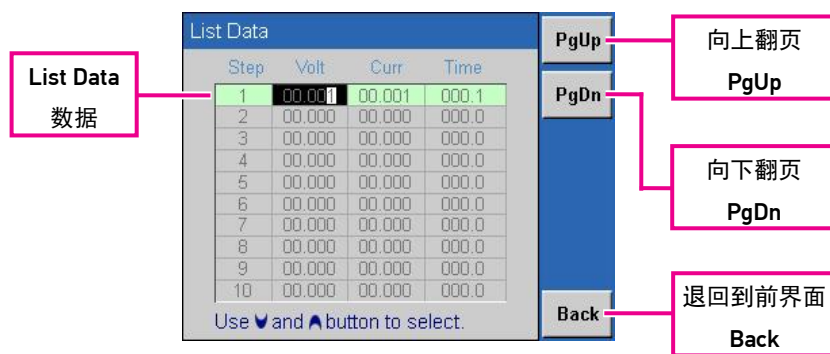 List Data
Step Volt Curr Time
1 00.001 00.001 000.1
2 00.000 00.000 000.0
3 00.000 00.000 000.0
4 00.000 00.000 000.0
5 00.000 00.000 000.0
6 00.000 00.000 000.0
7 00.000 00.000 000.0
8 00.000 00.000 000.0
9 00.000 00.000 000.0
10 00.000 00.000 000.0
Use and button to select.
PgUp
PgDn
Back
List Data
数据
向上翻页
PgUp
向下翻页
PgDn
退回到前界面
Back